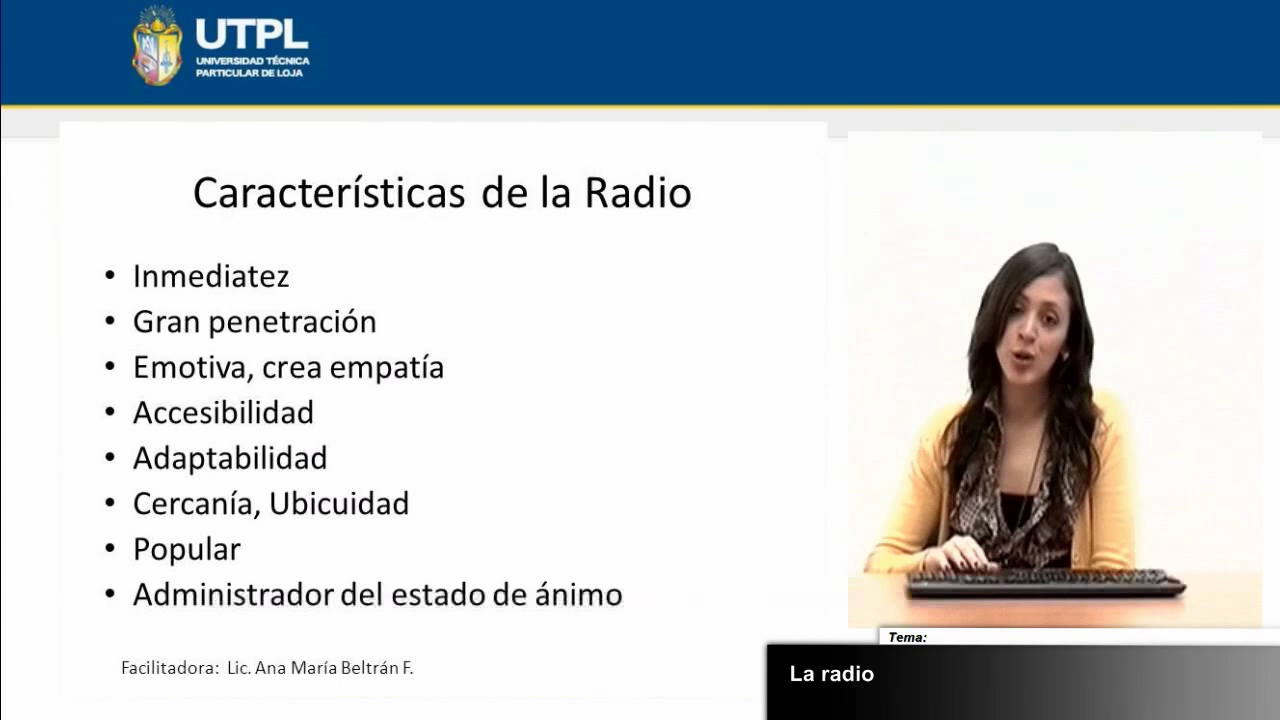 UTPL
UNIVERSIDAD TÉCNICA
PARTICULAR DE LOJA
Características de la Radio
• Inmediatez
• Gran penetración
• Emotiva, crea empatía
• Accesibilidad
• Adaptabilidad
• Cercanía, Ubicuidad
• Popular
• Administrador del estado de ánimo
Facilitadora: Lic. Ana María Beltrán F.
Tema:
La radio